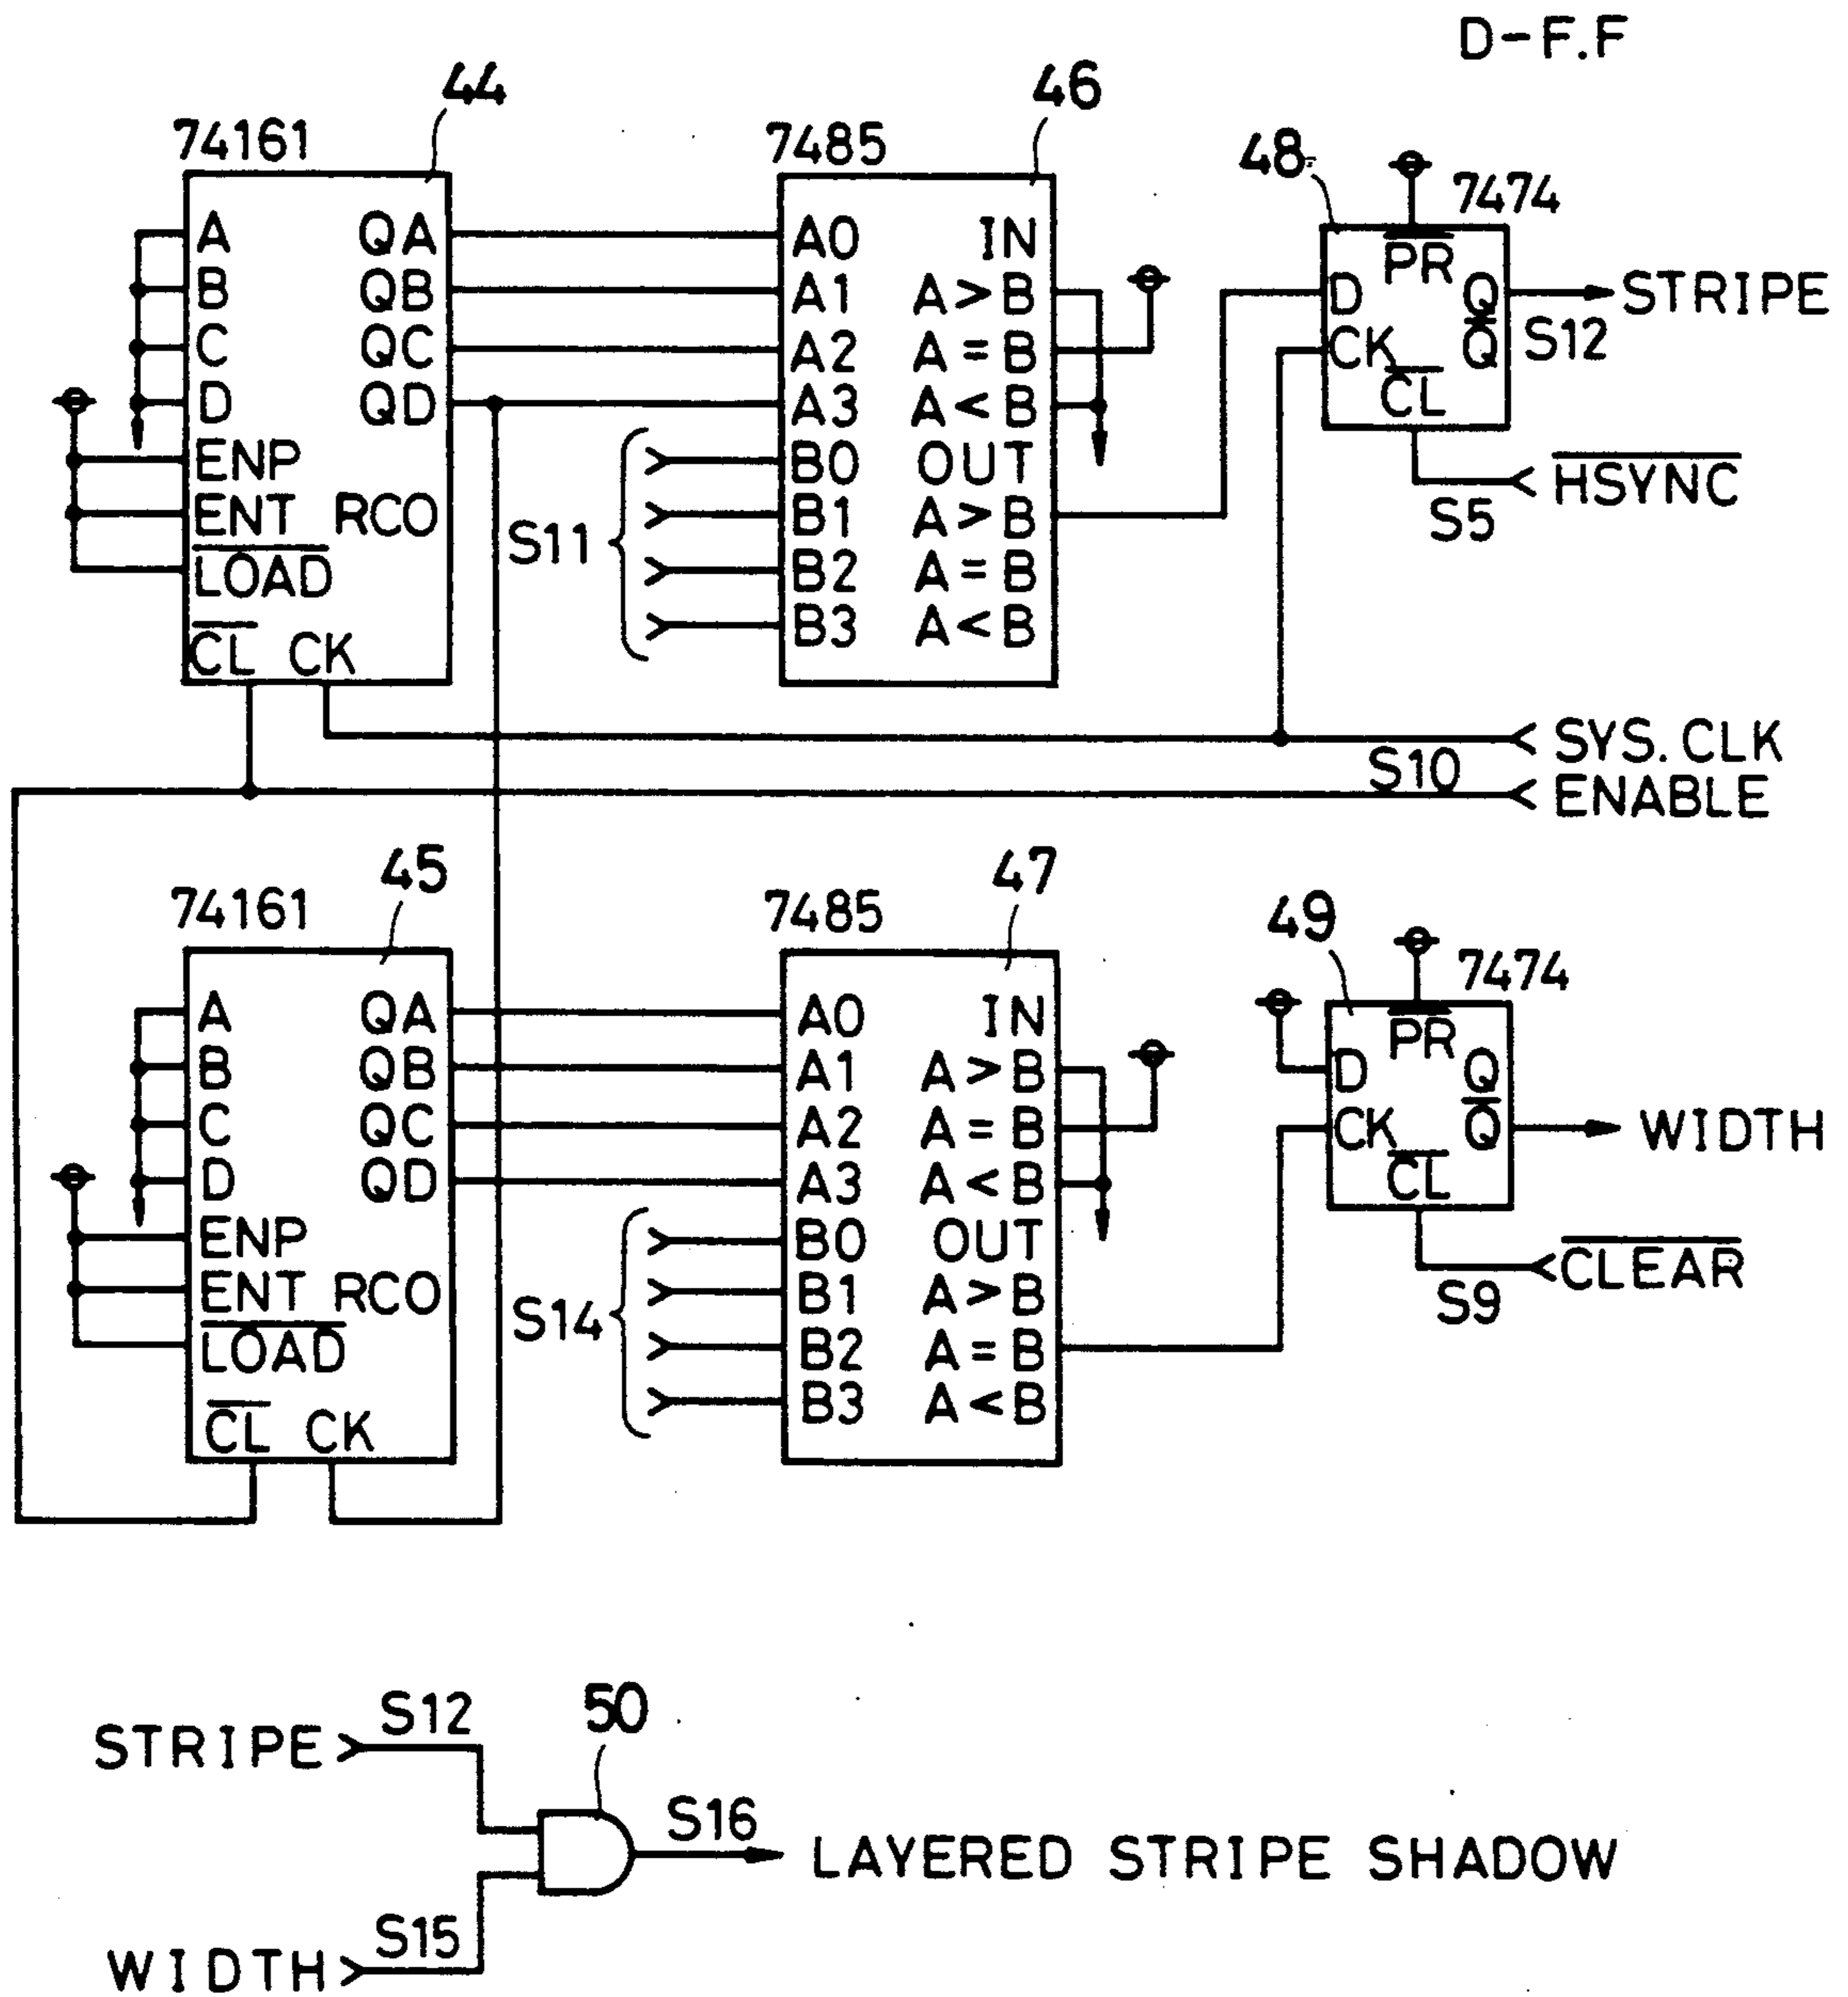 D-F.F
44
74161
A QA
B QB
C QC
D QD
ENP
ENT RCO
LOAD
CL CK
46
7485
A0 IN
A1 A>B
A2 A=B
A3 A<B
B0 OUT
B1 A>B
B2 A=B
B3 A<B
S11
48
7474
PR
D Q
CK Q
CL
STRIPE
S12
HSYNC
S5
SYS.CLK
S10
ENABLE
45
74161
A QA
B QB
C QC
D QD
ENP
ENT RCO
LOAD
CL CK
47
7485
A0 IN
A1 A>B
A2 A=B
A3 A<B
B0 OUT
B1 A>B
B2 A=B
B3 A<B
S14
49
7474
PR
D Q
CK Q
CL
WIDTH
CLEAR
S9
STRIPE
S12
50
S16
LAYERED STRIPE SHADOW
S15
WIDTH